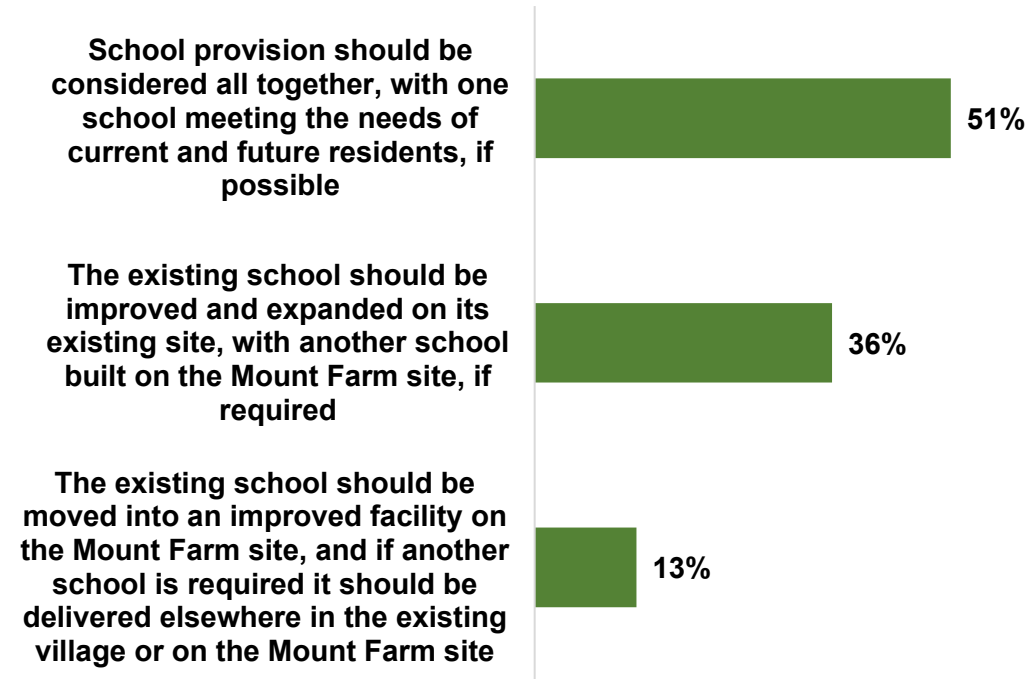 School provision should be
considered all together, with one
school meeting the needs of
current and future residents, if
possible
51%
The existing school should be
improved and expanded on its
existing site, with another school
built on the Mount Farm site, if
required
36%
The existing school should be
moved into an improved facility on
the Mount Farm site, and if another
school is required it should be
delivered elsewhere in the existing
village or on the Mount Farm site
13%